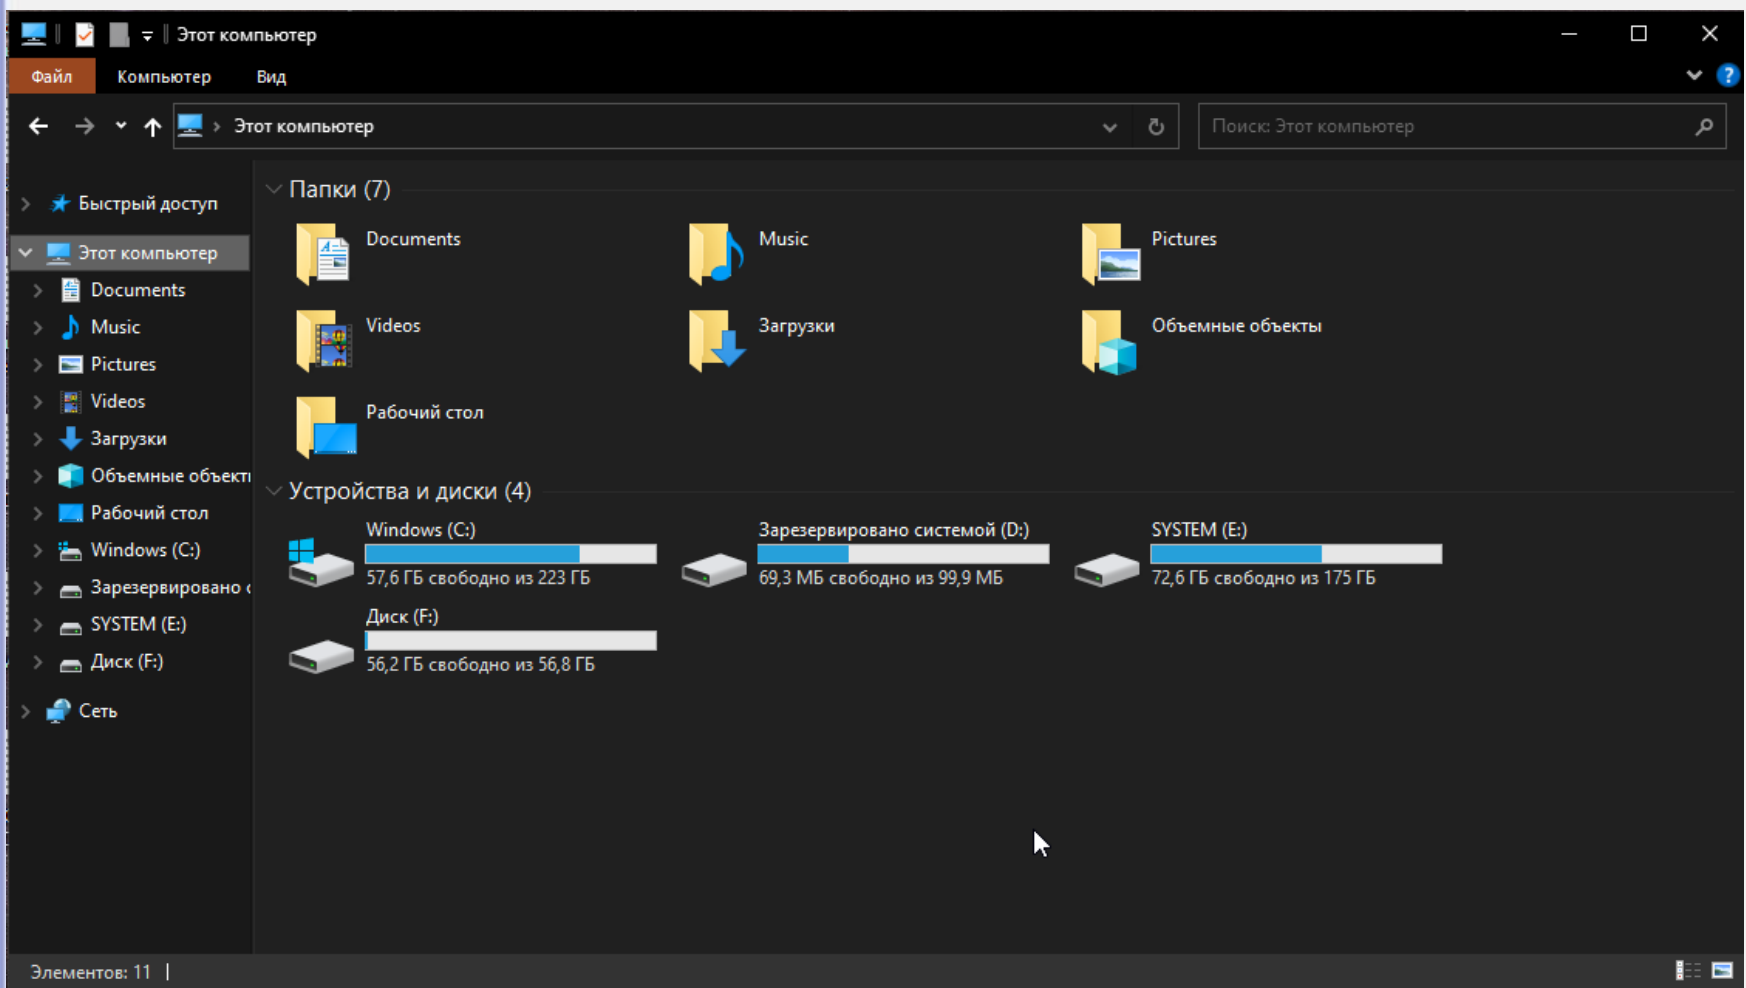 Этот компьютер
Файл Компьютер Вид
Этот компьютер
Поиск: Этот компьютер
Быстрый доступ
Этот компьютер
Documents
Music
Pictures
Videos
Загрузки
Объемные объекты
Рабочий стол
Windows (C:)
Зарезервировано с
SYSTEM (E:)
Диск (F:)
Сеть
Папки (7)
Documents
Music
Pictures
Videos
Загрузки
Объемные объекты
Рабочий стол
Устройства и диски (4)
Windows (C:)
57,6 ГБ свободно из 223 ГБ
Зарезервировано системой (D:)
69,3 МБ свободно из 99,9 МБ
SYSTEM (E:)
72,6 ГБ свободно из 175 ГБ
Диск (F:)
56,2 ГБ свободно из 56,8 ГБ
Элементов: 11